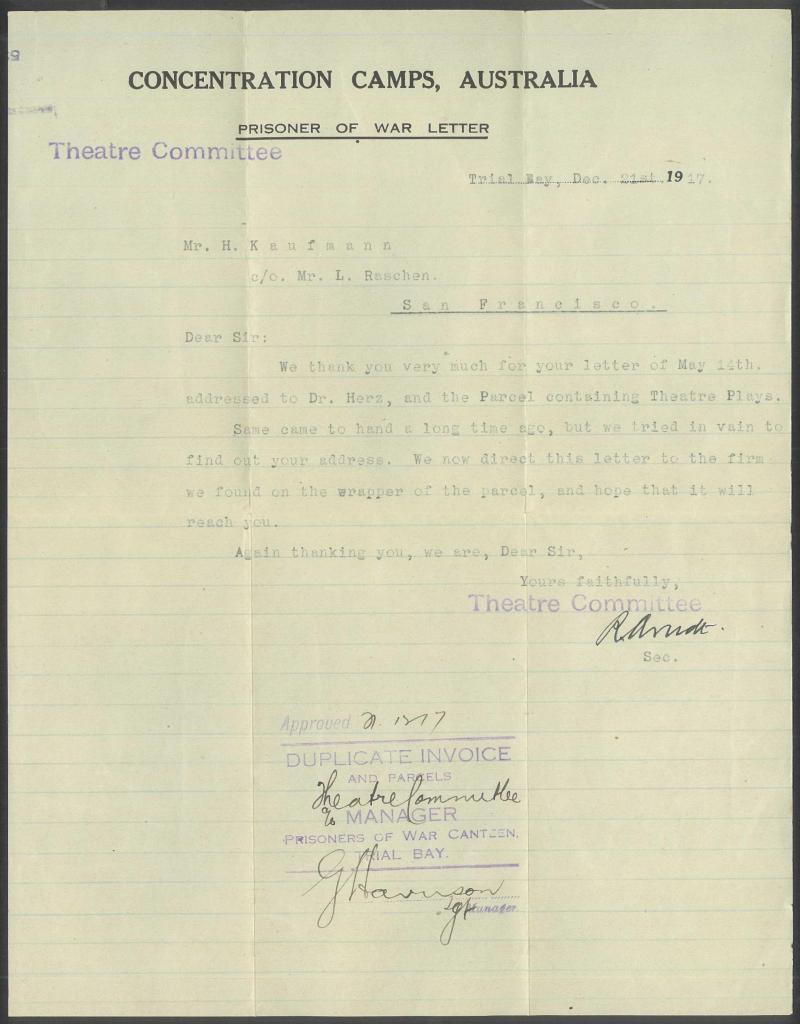 CONCENTRATION CAMPS, AUSTRALIA
PRISONER OF WAR LETTER
Theatre Committee
Trial Bay, Dec. 21st. 1917.
Mr. H. Kaufmann
c/o. Mr. L. Raschen.
San Francisco.
Dear Sir:
We thank you very much for your letter of May 14th.
addressed to Dr. Herz, and the Parcel containing Theatre Plays.
Same came to hand a long time ago, but we tried in vain to
find out your address. We now direct this letter to the firm
we found on the wrapper of the parcel, and hope that it will
reach you.
Again thanking you, we are, Dear Sir,
Yours faithfully,
Theatre Committee
R Arndt.
Sec.
Approved
DUPLICATE INVOICE
AND PARCELS
Theatre Committee
c/o MANAGER
PRISONERS OF WAR CANTEEN,
TRIAL BAY.
G Harrison
Manager